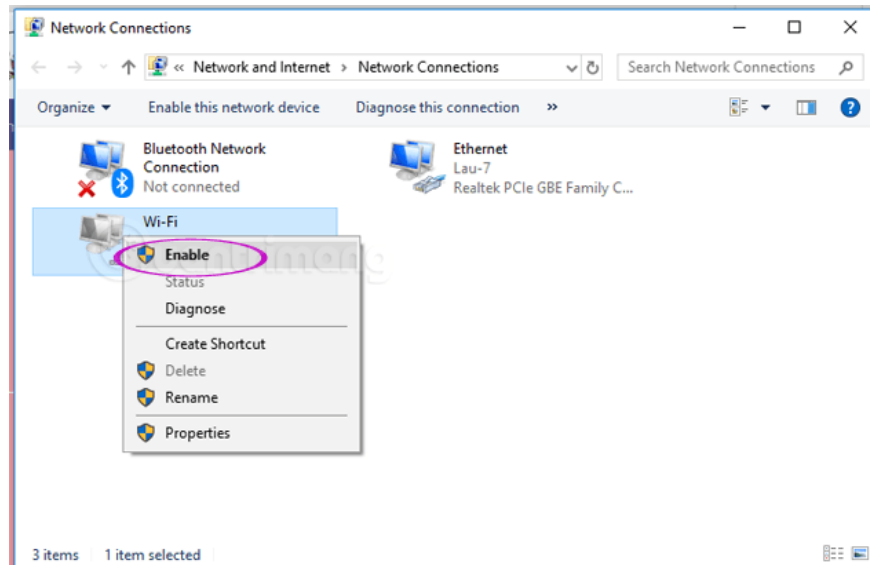 Network Connections
« Network and Internet › Network Connections
Search Network Connections
Organize
Enable this network device
Diagnose this connection
»
Bluetooth Network
Connection
Not connected
Ethernet
Lau-7
Realtek PCIe GBE Family C...
Wi-Fi
Enable
Status
Diagnose
Create Shortcut
Delete
Rename
Properties
3 items
1 item selected